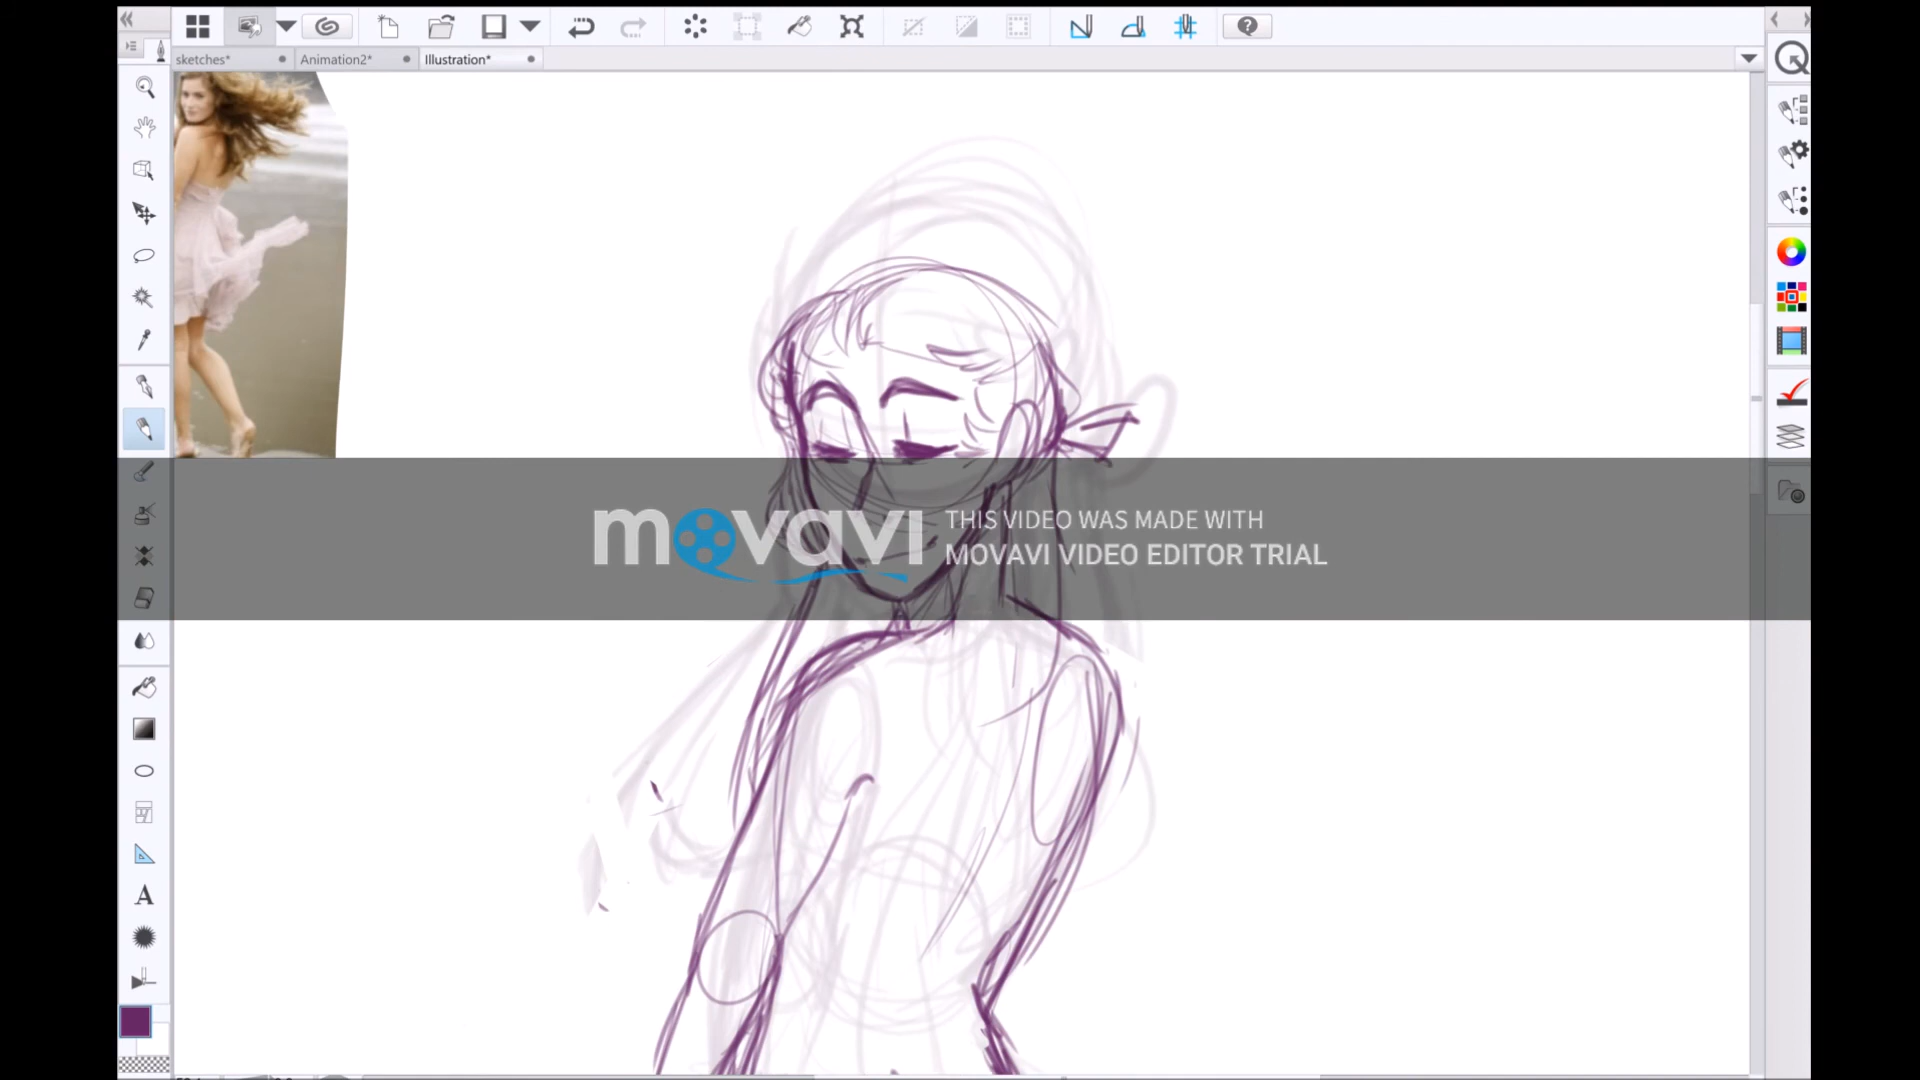 sketches*
Animation2*
Illustration*
movavi
THIS VIDEO WAS MADE WITH
MOVAVI VIDEO EDITOR TRIAL
A